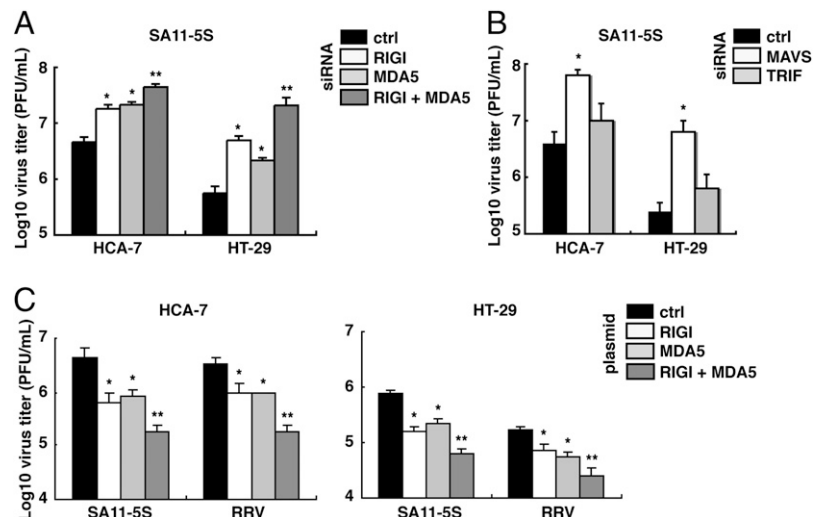 A
SA11-5S
Log10 virus titer (PFU/mL)
8
7
6
5
*
*
**
*
*
**
HCA-7
HT-29
siRNA
ctrl
RIGI
MDA5
RIGI + MDA5
B
SA11-5S
Log10 virus titer (PFU/mL)
8
7
6
5
*
*
HCA-7
HT-29
siRNA
ctrl
MAVS
TRIF
C
HCA-7
Log10 virus titer (PFU/mL)
7
6
5
4
*
*
**
*
*
**
SA11-5S
RRV
HT-29
7
6
5
4
*
*
**
*
*
**
SA11-5S
RRV
plasmid
ctrl
RIGI
MDA5
RIGI + MDA5